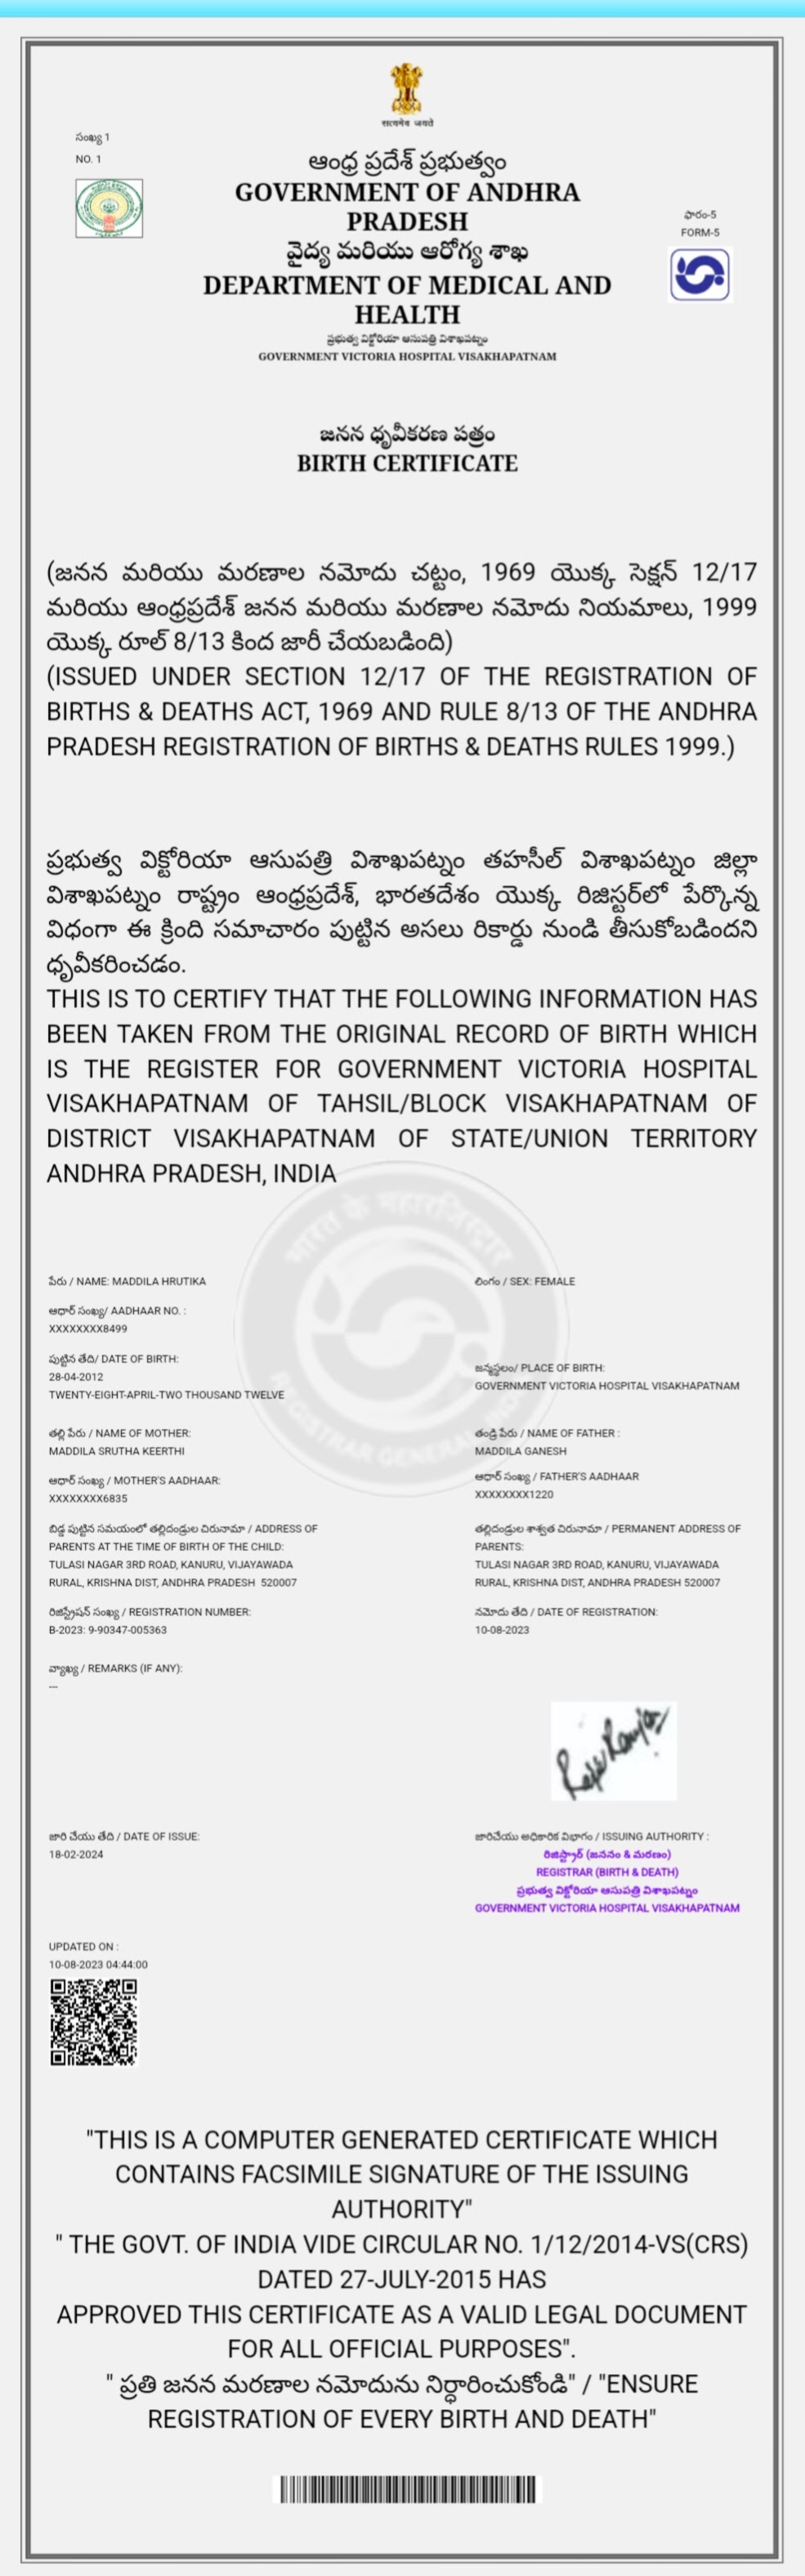 सत्यमेव जयते
సంఖ్య 1
NO. 1
ఆంధ్ర ప్రదేశ్ ప్రభుత్వం
GOVERNMENT OF ANDHRA
PRADESH
ఫారం-5
FORM-5
వైద్య మరియు ఆరోగ్య శాఖ
DEPARTMENT OF MEDICAL AND
HEALTH
ప్రభుత్వ విక్టోరియా ఆసుపత్రి విశాఖపట్నం
GOVERNMENT VICTORIA HOSPITAL VISAKHAPATNAM
జనన ధృవీకరణ పత్రం
BIRTH CERTIFICATE
(జనన మరియు మరణాల నమోదు చట్టం, 1969 యొక్క సెక్షన్ 12/17
మరియు ఆంధ్రప్రదేశ్ జనన మరియు మరణాల నమోదు నియమాలు, 1999
యొక్క రూల్ 8/13 కింద జారీ చేయబడింది)
(ISSUED UNDER SECTION 12/17 OF THE REGISTRATION OF
BIRTHS & DEATHS ACT, 1969 AND RULE 8/13 OF THE ANDHRA
PRADESH REGISTRATION OF BIRTHS & DEATHS RULES 1999.)
ప్రభుత్వ విక్టోరియా ఆసుపత్రి విశాఖపట్నం తహసీల్ విశాఖపట్నం జిల్లా
విశాఖపట్నం రాష్ట్రం ఆంధ్రప్రదేశ్, భారతదేశం యొక్క రిజిస్టర్‌లో పేర్కొన్న
విధంగా ఈ క్రింది సమాచారం పుట్టిన అసలు రికార్డు నుండి తీసుకోబడిందని
ధృవీకరించడం.
THIS IS TO CERTIFY THAT THE FOLLOWING INFORMATION HAS
BEEN TAKEN FROM THE ORIGINAL RECORD OF BIRTH WHICH
IS THE REGISTER FOR GOVERNMENT VICTORIA HOSPITAL
VISAKHAPATNAM OF TAHSIL/BLOCK VISAKHAPATNAM OF
DISTRICT VISAKHAPATNAM OF STATE/UNION TERRITORY
ANDHRA PRADESH, INDIA
भारत के महारजिस्ट्रार
REGISTRAR GENERAL
పేరు / NAME: MADDILA HRUTIKA
లింగం / SEX: FEMALE
ఆధార్ సంఖ్య/ AADHAAR NO. :
XXXXXXXX8499
పుట్టిన తేది/ DATE OF BIRTH:
28-04-2012
TWENTY-EIGHT-APRIL-TWO THOUSAND TWELVE
జన్మస్థలం/ PLACE OF BIRTH:
GOVERNMENT VICTORIA HOSPITAL VISAKHAPATNAM
తల్లి పేరు / NAME OF MOTHER:
MADDILA SRUTHA KEERTHI
తండ్రి పేరు / NAME OF FATHER :
MADDILA GANESH
ఆధార్ సంఖ్య / MOTHER'S AADHAAR:
XXXXXXXX6835
ఆధార్ సంఖ్య / FATHER'S AADHAAR
XXXXXXXX1220
బిడ్డ పుట్టిన సమయంలో తల్లిదండ్రుల చిరునామా / ADDRESS OF
PARENTS AT THE TIME OF BIRTH OF THE CHILD:
TULASI NAGAR 3RD ROAD, KANURU, VIJAYAWADA
RURAL, KRISHNA DIST, ANDHRA PRADESH 520007
తల్లిదండ్రుల శాశ్వత చిరునామా / PERMANENT ADDRESS OF
PARENTS:
TULASI NAGAR 3RD ROAD, KANURU, VIJAYAWADA
RURAL, KRISHNA DIST, ANDHRA PRADESH 520007
రిజిస్ట్రేషన్ సంఖ్య / REGISTRATION NUMBER:
B-2023: 9-90347-005363
నమోదు తేది / DATE OF REGISTRATION:
10-08-2023
వ్యాఖ్య / REMARKS (IF ANY):
---
జారి చేయు తేది / DATE OF ISSUE:
18-02-2024
జారిచేయు అధికారిక విభాగం / ISSUING AUTHORITY :
రిజిస్ట్రార్ (జననం & మరణం)
REGISTRAR (BIRTH & DEATH)
ప్రభుత్వ విక్టోరియా ఆసుపత్రి విశాఖపట్నం
GOVERNMENT VICTORIA HOSPITAL VISAKHAPATNAM
UPDATED ON :
10-08-2023 04:44:00
"THIS IS A COMPUTER GENERATED CERTIFICATE WHICH
CONTAINS FACSIMILE SIGNATURE OF THE ISSUING
AUTHORITY"
" THE GOVT. OF INDIA VIDE CIRCULAR NO. 1/12/2014-VS(CRS)
DATED 27-JULY-2015 HAS
APPROVED THIS CERTIFICATE AS A VALID LEGAL DOCUMENT
FOR ALL OFFICIAL PURPOSES".
" ప్రతి జనన మరణాల నమోదును నిర్ధారించుకోండి" / "ENSURE
REGISTRATION OF EVERY BIRTH AND DEATH"